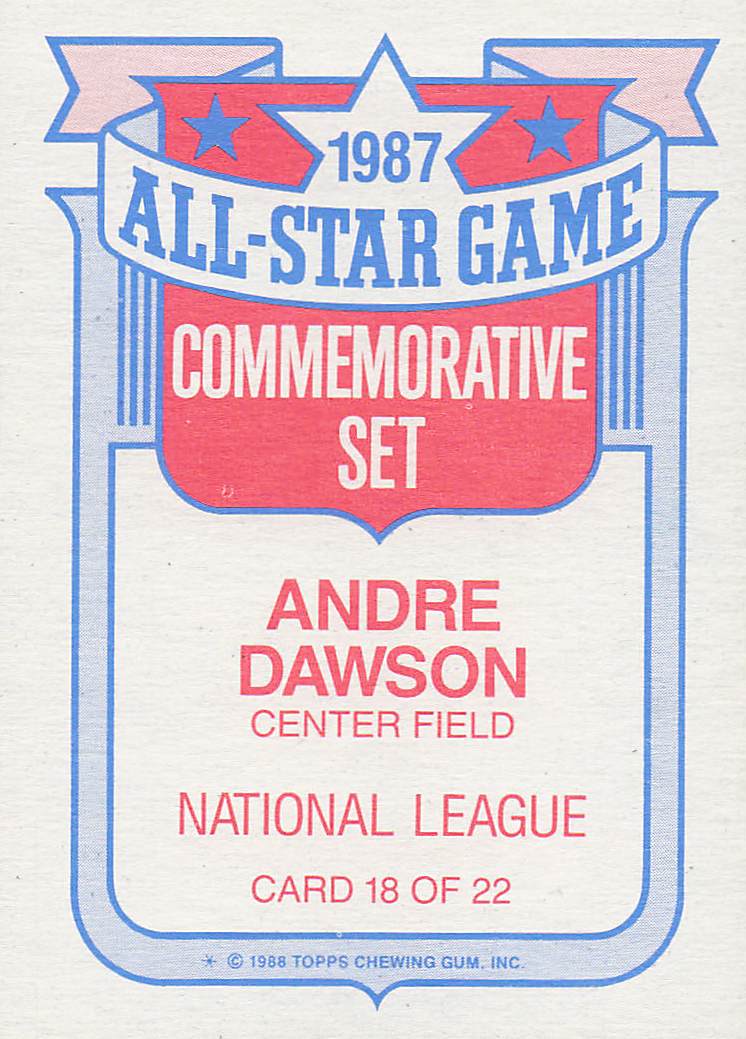 1987
ALL-STAR GAME
COMMEMORATIVE
SET
ANDRE
DAWSON
CENTER FIELD
NATIONAL LEAGUE
CARD 18 OF 22
* © 1988 TOPPS CHEWING GUM, INC.